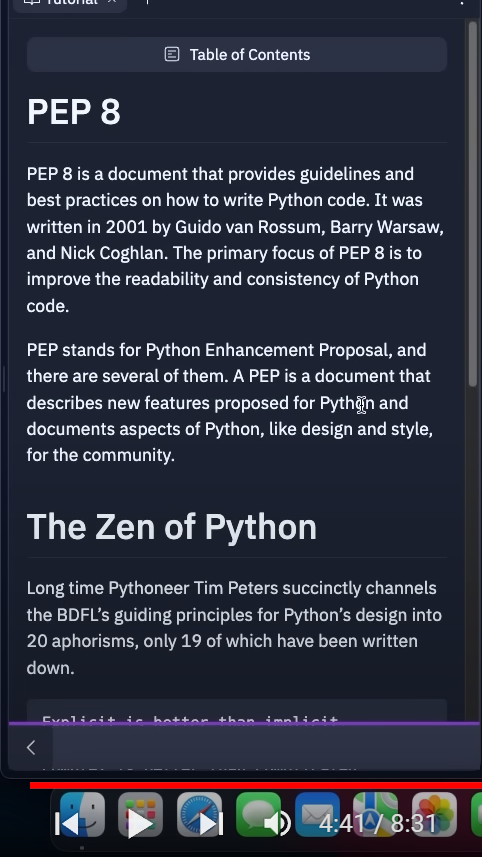 Tutorial
Table of Contents
PEP 8
PEP 8 is a document that provides guidelines and
best practices on how to write Python code. It was
written in 2001 by Guido van Rossum, Barry Warsaw,
and Nick Coghlan. The primary focus of PEP 8 is to
improve the readability and consistency of Python
code.
PEP stands for Python Enhancement Proposal, and
there are several of them. A PEP is a document that
describes new features proposed for Python and
documents aspects of Python, like design and style,
for the community.
The Zen of Python
Long time Pythoneer Tim Peters succinctly channels
the BDFL’s guiding principles for Python’s design into
20 aphorisms, only 19 of which have been written
down.
Explicit is better than implicit
4:41 / 8:31